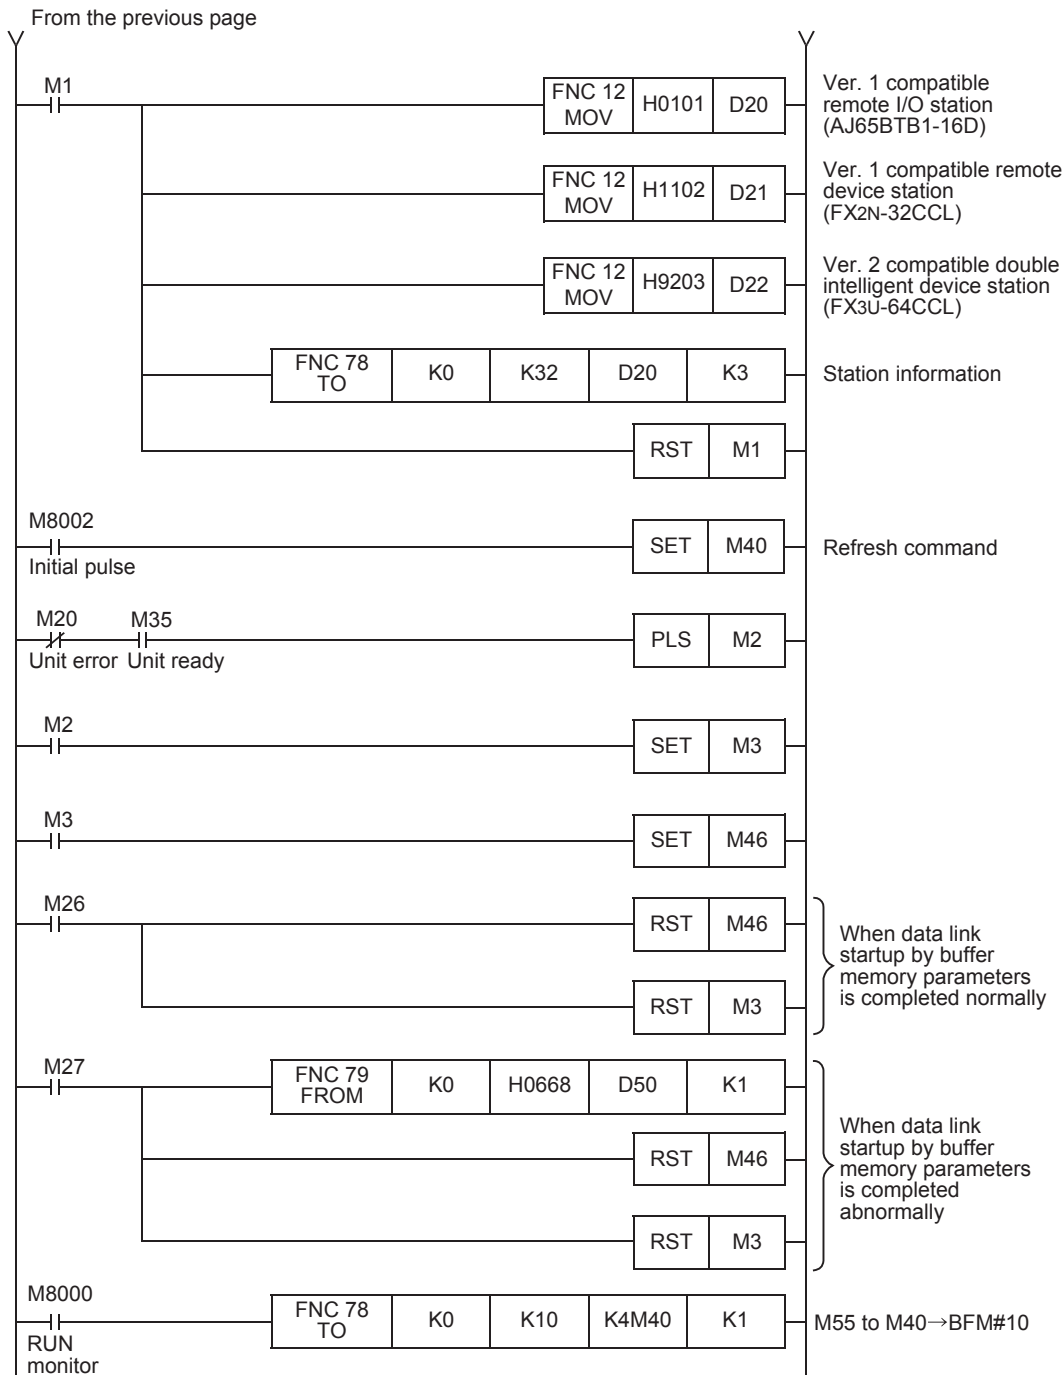 From the previous page
M1
FNC 12
MOV
H0101
D20
Ver. 1 compatible
remote I/O station
(AJ65BTB1-16D)
FNC 12
MOV
H1102
D21
Ver. 1 compatible remote
device station
(FX2N-32CCL)
FNC 12
MOV
H9203
D22
Ver. 2 compatible double
intelligent device station
(FX3U-64CCL)
FNC 78
TO
K0
K32
D20
K3
Station information
RST
M1
M8002
Initial pulse
SET
M40
Refresh command
M20
Unit error
M35
Unit ready
PLS
M2
M2
SET
M3
M3
SET
M46
M26
RST
M46
RST
M3
When data link
startup by buffer
memory parameters
is completed normally
M27
FNC 79
FROM
K0
H0668
D50
K1
RST
M46
RST
M3
When data link
startup by buffer
memory parameters
is completed
abnormally
M8000
RUN
monitor
FNC 78
TO
K0
K10
K4M40
K1
M55 to M40→BFM#10